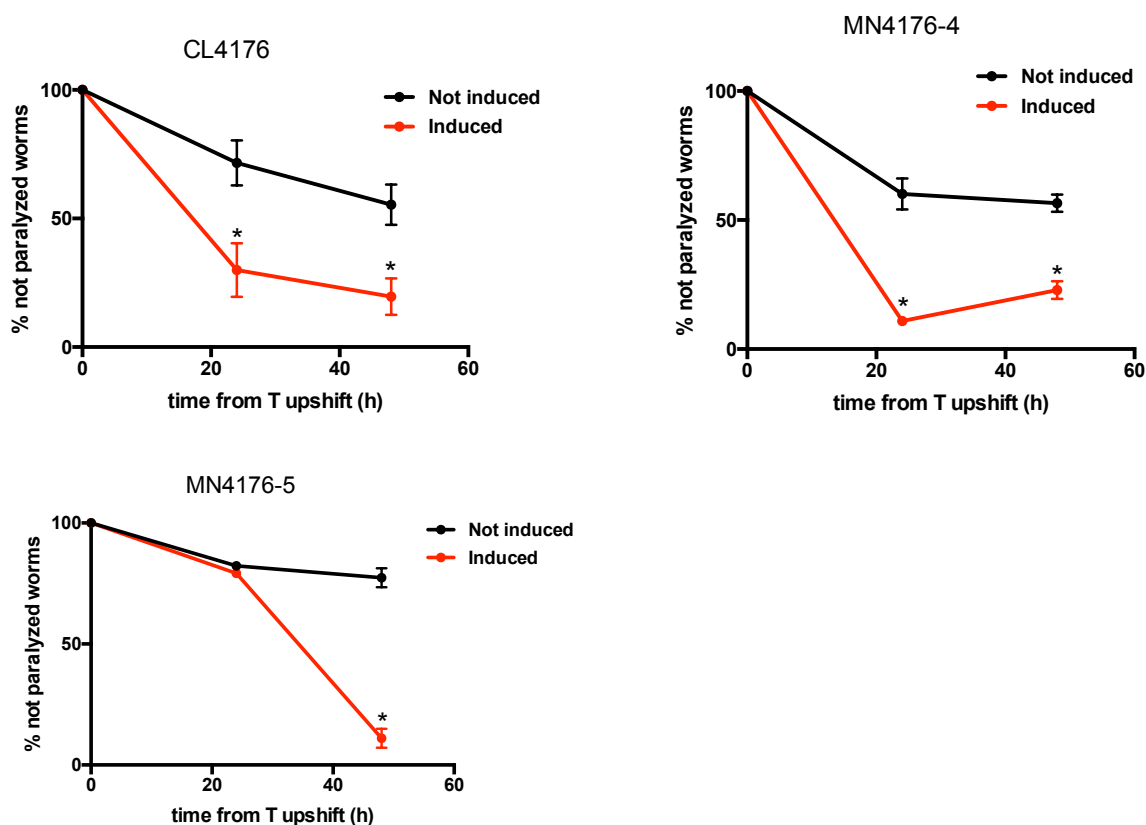 CL4176
Not induced
Induced
% not paralyzed worms
100
50
0
*
*
0
20
40
60
time from T upshift (h)
MN4176-4
Not induced
Induced
% not paralyzed worms
100
50
0
*
*
0
20
40
60
time from T upshift (h)
MN4176-5
Not induced
Induced
% not paralyzed worms
100
50
0
*
0
20
40
60
time from T upshift (h)